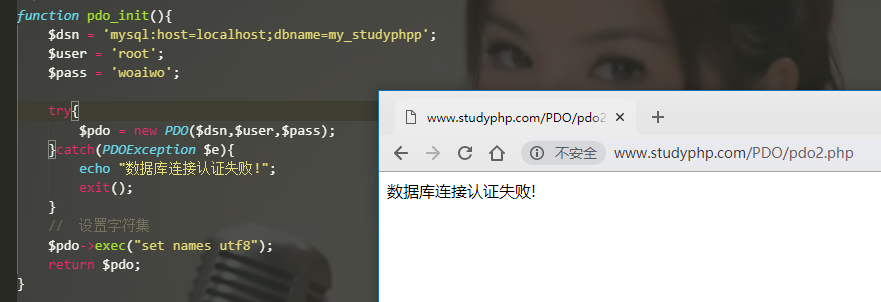 function pdo_init(){
$dsn = 'mysql:host=localhost;dbname=my_studyphpp';
$user = 'root';
$pass = 'woaiwo';
try{
$pdo = new PDO($dsn,$user,$pass);
}catch(PDOException $e){
echo "数据库连接认证失败!";
exit();
}
// 设置字符集
$pdo->exec("set names utf8");
return $pdo;
}
www.studyphp.com/PDO/pdo2
不安全 www.studyphp.com/PDO/pdo2.php
数据库连接认证失败!